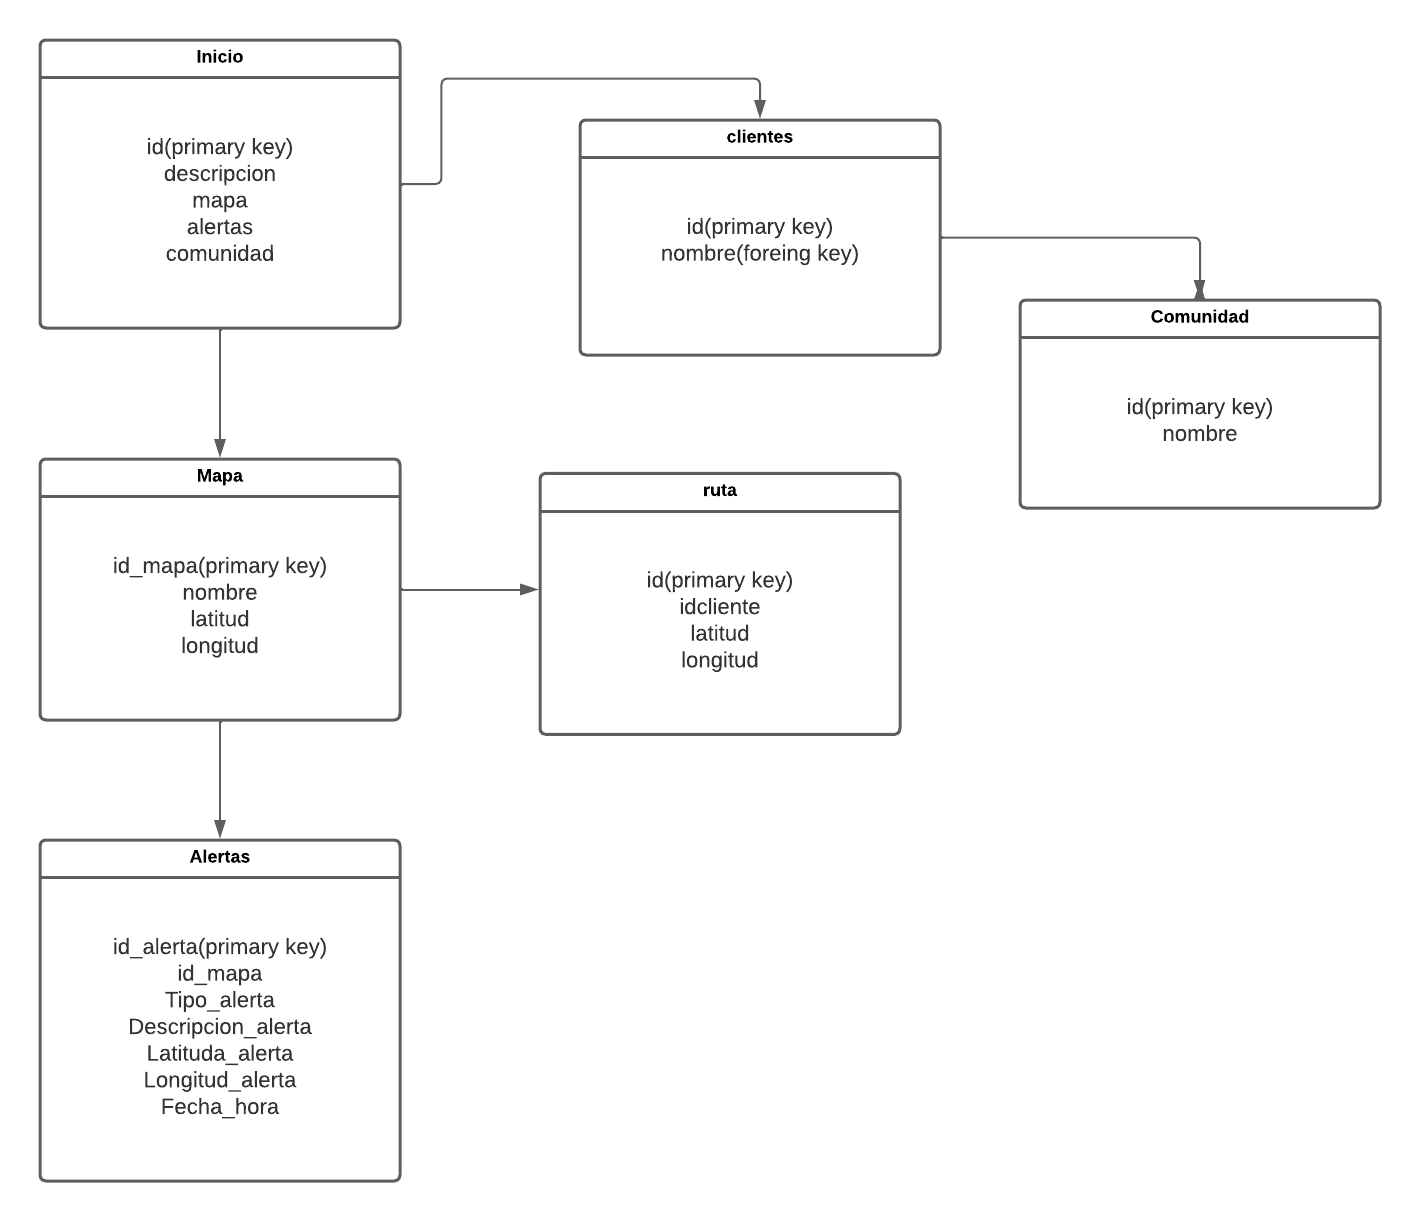 Inicio
id(primary key)
descripcion
mapa
alertas
comunidad
clientes
id(primary key)
nombre(foreing key)
Comunidad
id(primary key)
nombre
Mapa
id_mapa(primary key)
nombre
latitud
longitud
ruta
id(primary key)
idcliente
latitud
longitud
Alertas
id_alerta(primary key)
id_mapa
Tipo_alerta
Descripcion_alerta
Latituda_alerta
Longitud_alerta
Fecha_hora